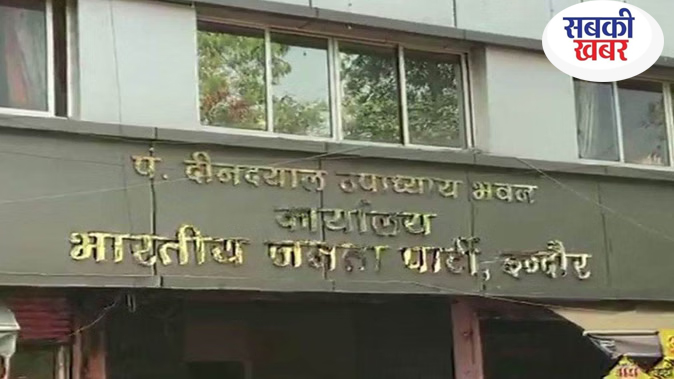 सबकी
खबर
पं. दीनदयाल उपाध्याय भवन
कार्यालय
भारतीय जनता पार्टी, इन्दौर